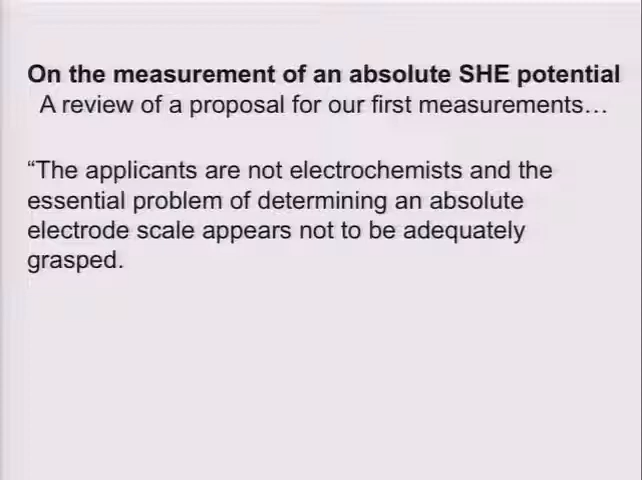 On the measurement of an absolute SHE potential
A review of a proposal for our first measurements…
“The applicants are not electrochemists and the
essential problem of determining an absolute
electrode scale appears not to be adequately
grasped.